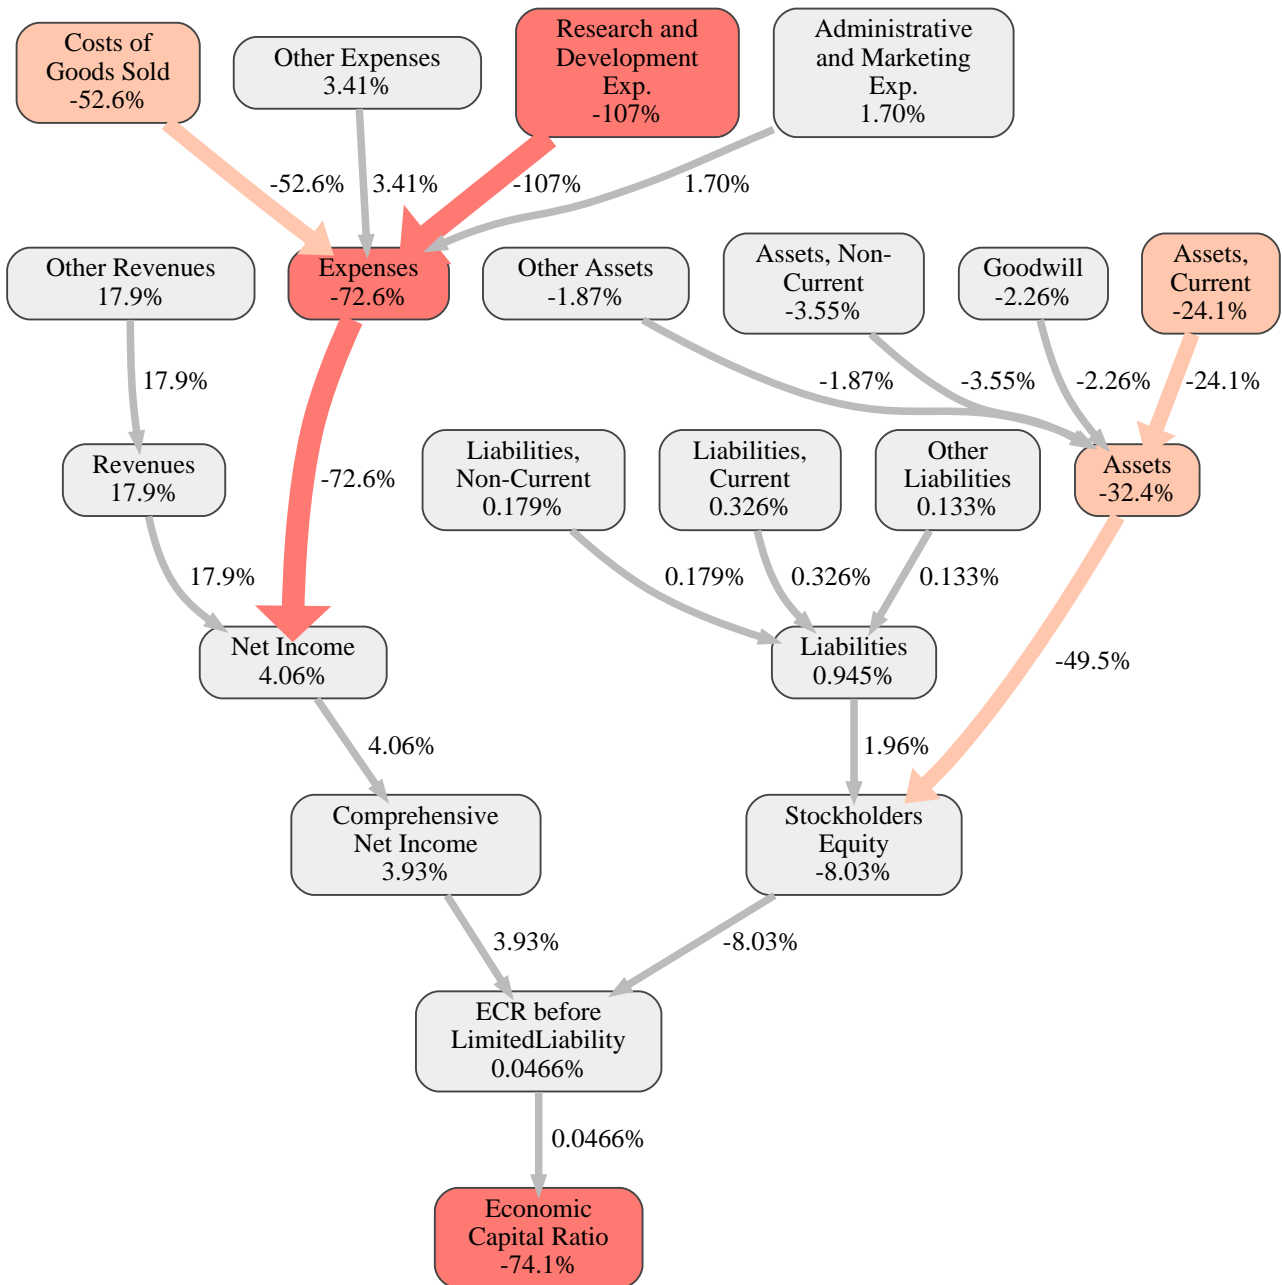 Costs of
Goods Sold
-52.6%
Other Expenses
3.41%
Research and
Development
Exp.
-107%
Administrative
and Marketing
Exp.
1.70%
-52.6%
3.41%
-107%
1.70%
Other Revenues
17.9%
Expenses
-72.6%
Other Assets
-1.87%
Assets, Non-
Current
-3.55%
Goodwill
-2.26%
Assets,
Current
-24.1%
17.9%
-1.87%
-3.55%
-2.26%
-24.1%
Revenues
17.9%
-72.6%
Liabilities,
Non-Current
0.179%
Liabilities,
Current
0.326%
Other
Liabilities
0.133%
Assets
-32.4%
17.9%
0.179%
0.326%
0.133%
Net Income
4.06%
Liabilities
0.945%
-49.5%
4.06%
1.96%
Comprehensive
Net Income
3.93%
Stockholders
Equity
-8.03%
3.93%
-8.03%
ECR before
LimitedLiability
0.0466%
0.0466%
Economic
Capital Ratio
-74.1%